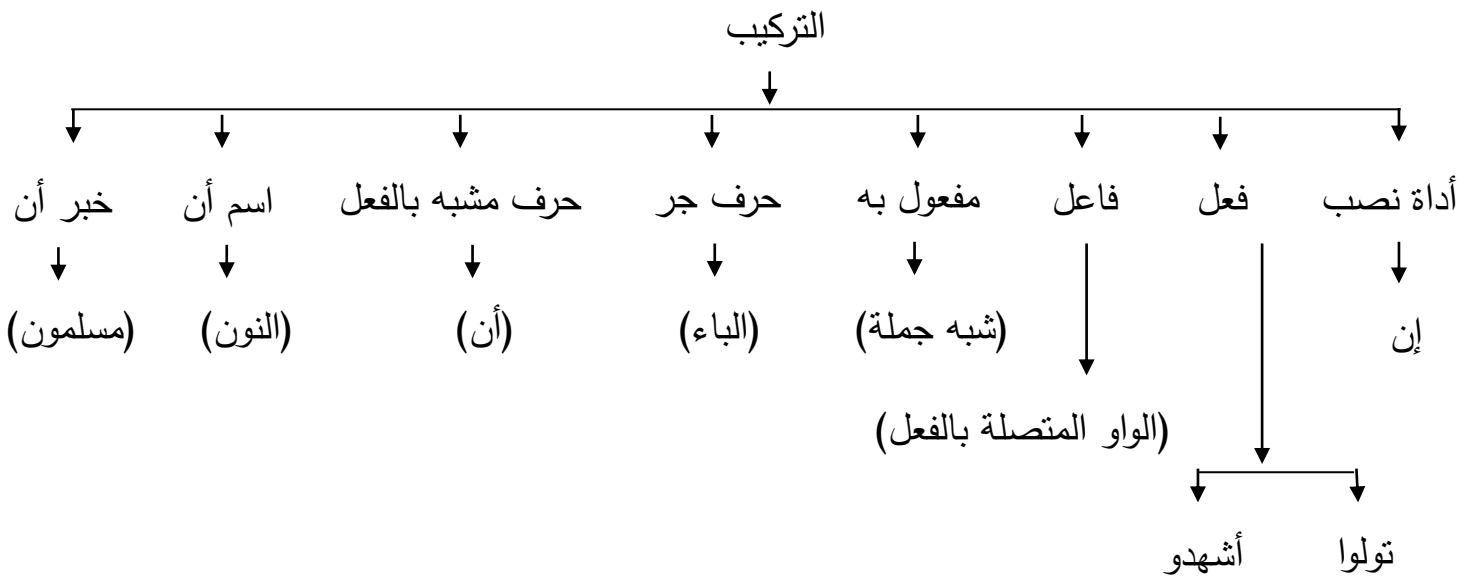 التركيب
أداة نصب فعل فاعل مفعول به حرف جر حرف مشبه بالفعل اسم أن خبر أن
إن (شبه جملة) (الباء) (أن) (النون) (مسلمون)
(الواو المتصلة بالفعل)
تولوا أشهدو